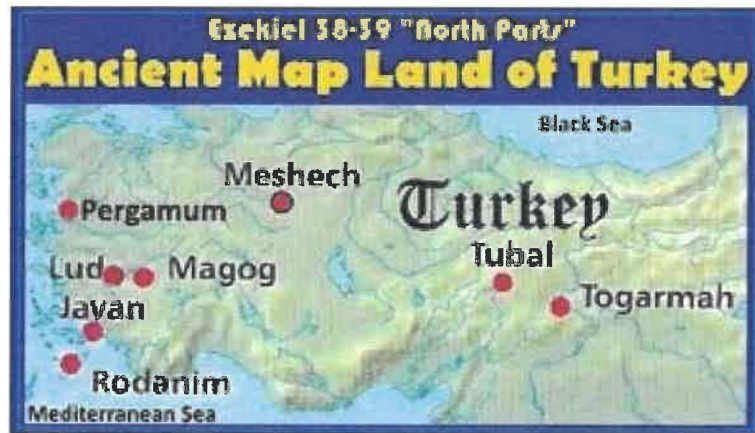 Ezekiel 38-39 "North Parts"
Ancient Map Land of Turkey
Black Sea
Meshech
Turkey
Pergamum
Tubal
Lud
Magog
Togarmah
Javan
Rodanim
Mediterranean Sea